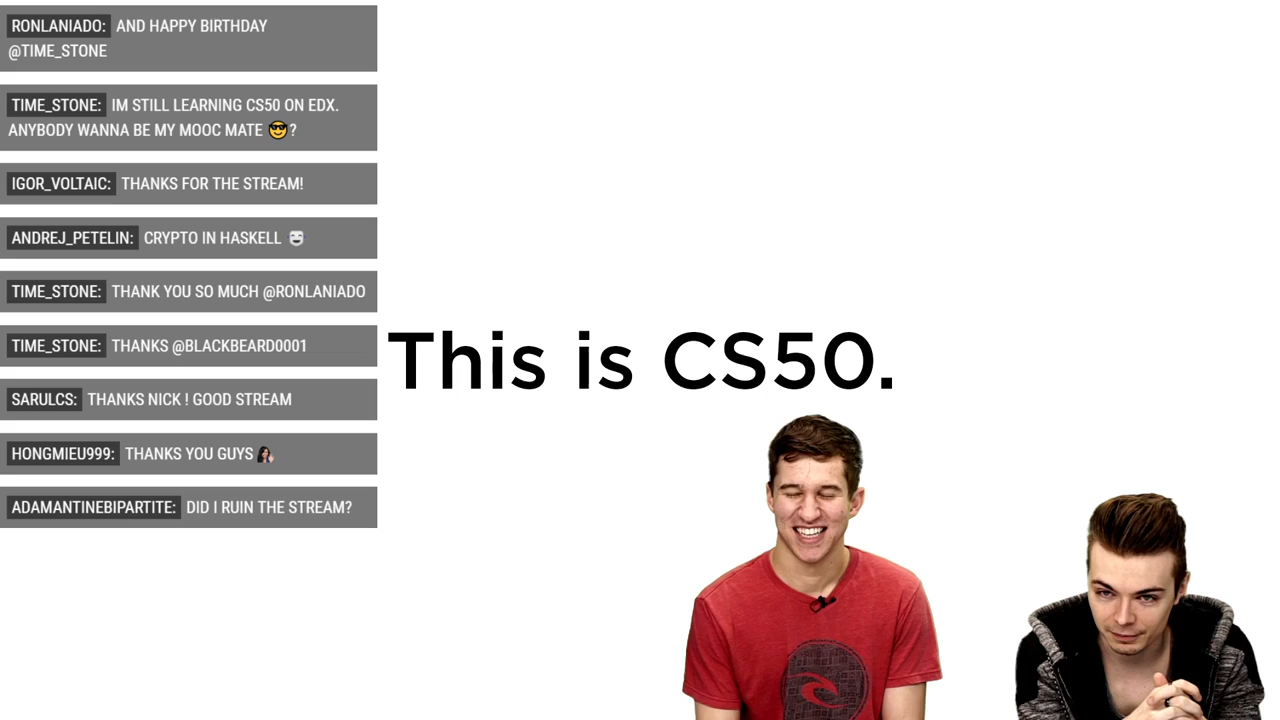 RONLANIADO: AND HAPPY BIRTHDAY
@TIME_STONE
TIME_STONE: IM STILL LEARNING CS50 ON EDX.
ANYBODY WANNA BE MY MOOC MATE 😎?
IGOR_VOLTAIC: THANKS FOR THE STREAM!
ANDREJ_PETELIN: CRYPTO IN HASKELL
TIME_STONE: THANK YOU SO MUCH @RONLANIADO
TIME_STONE: THANKS @BLACKBEARD0001
SARULCS: THANKS NICK ! GOOD STREAM
HONGMIEU999: THANKS YOU GUYS
ADAMANTINEBIPARTITE: DID I RUIN THE STREAM?
This is CS50.